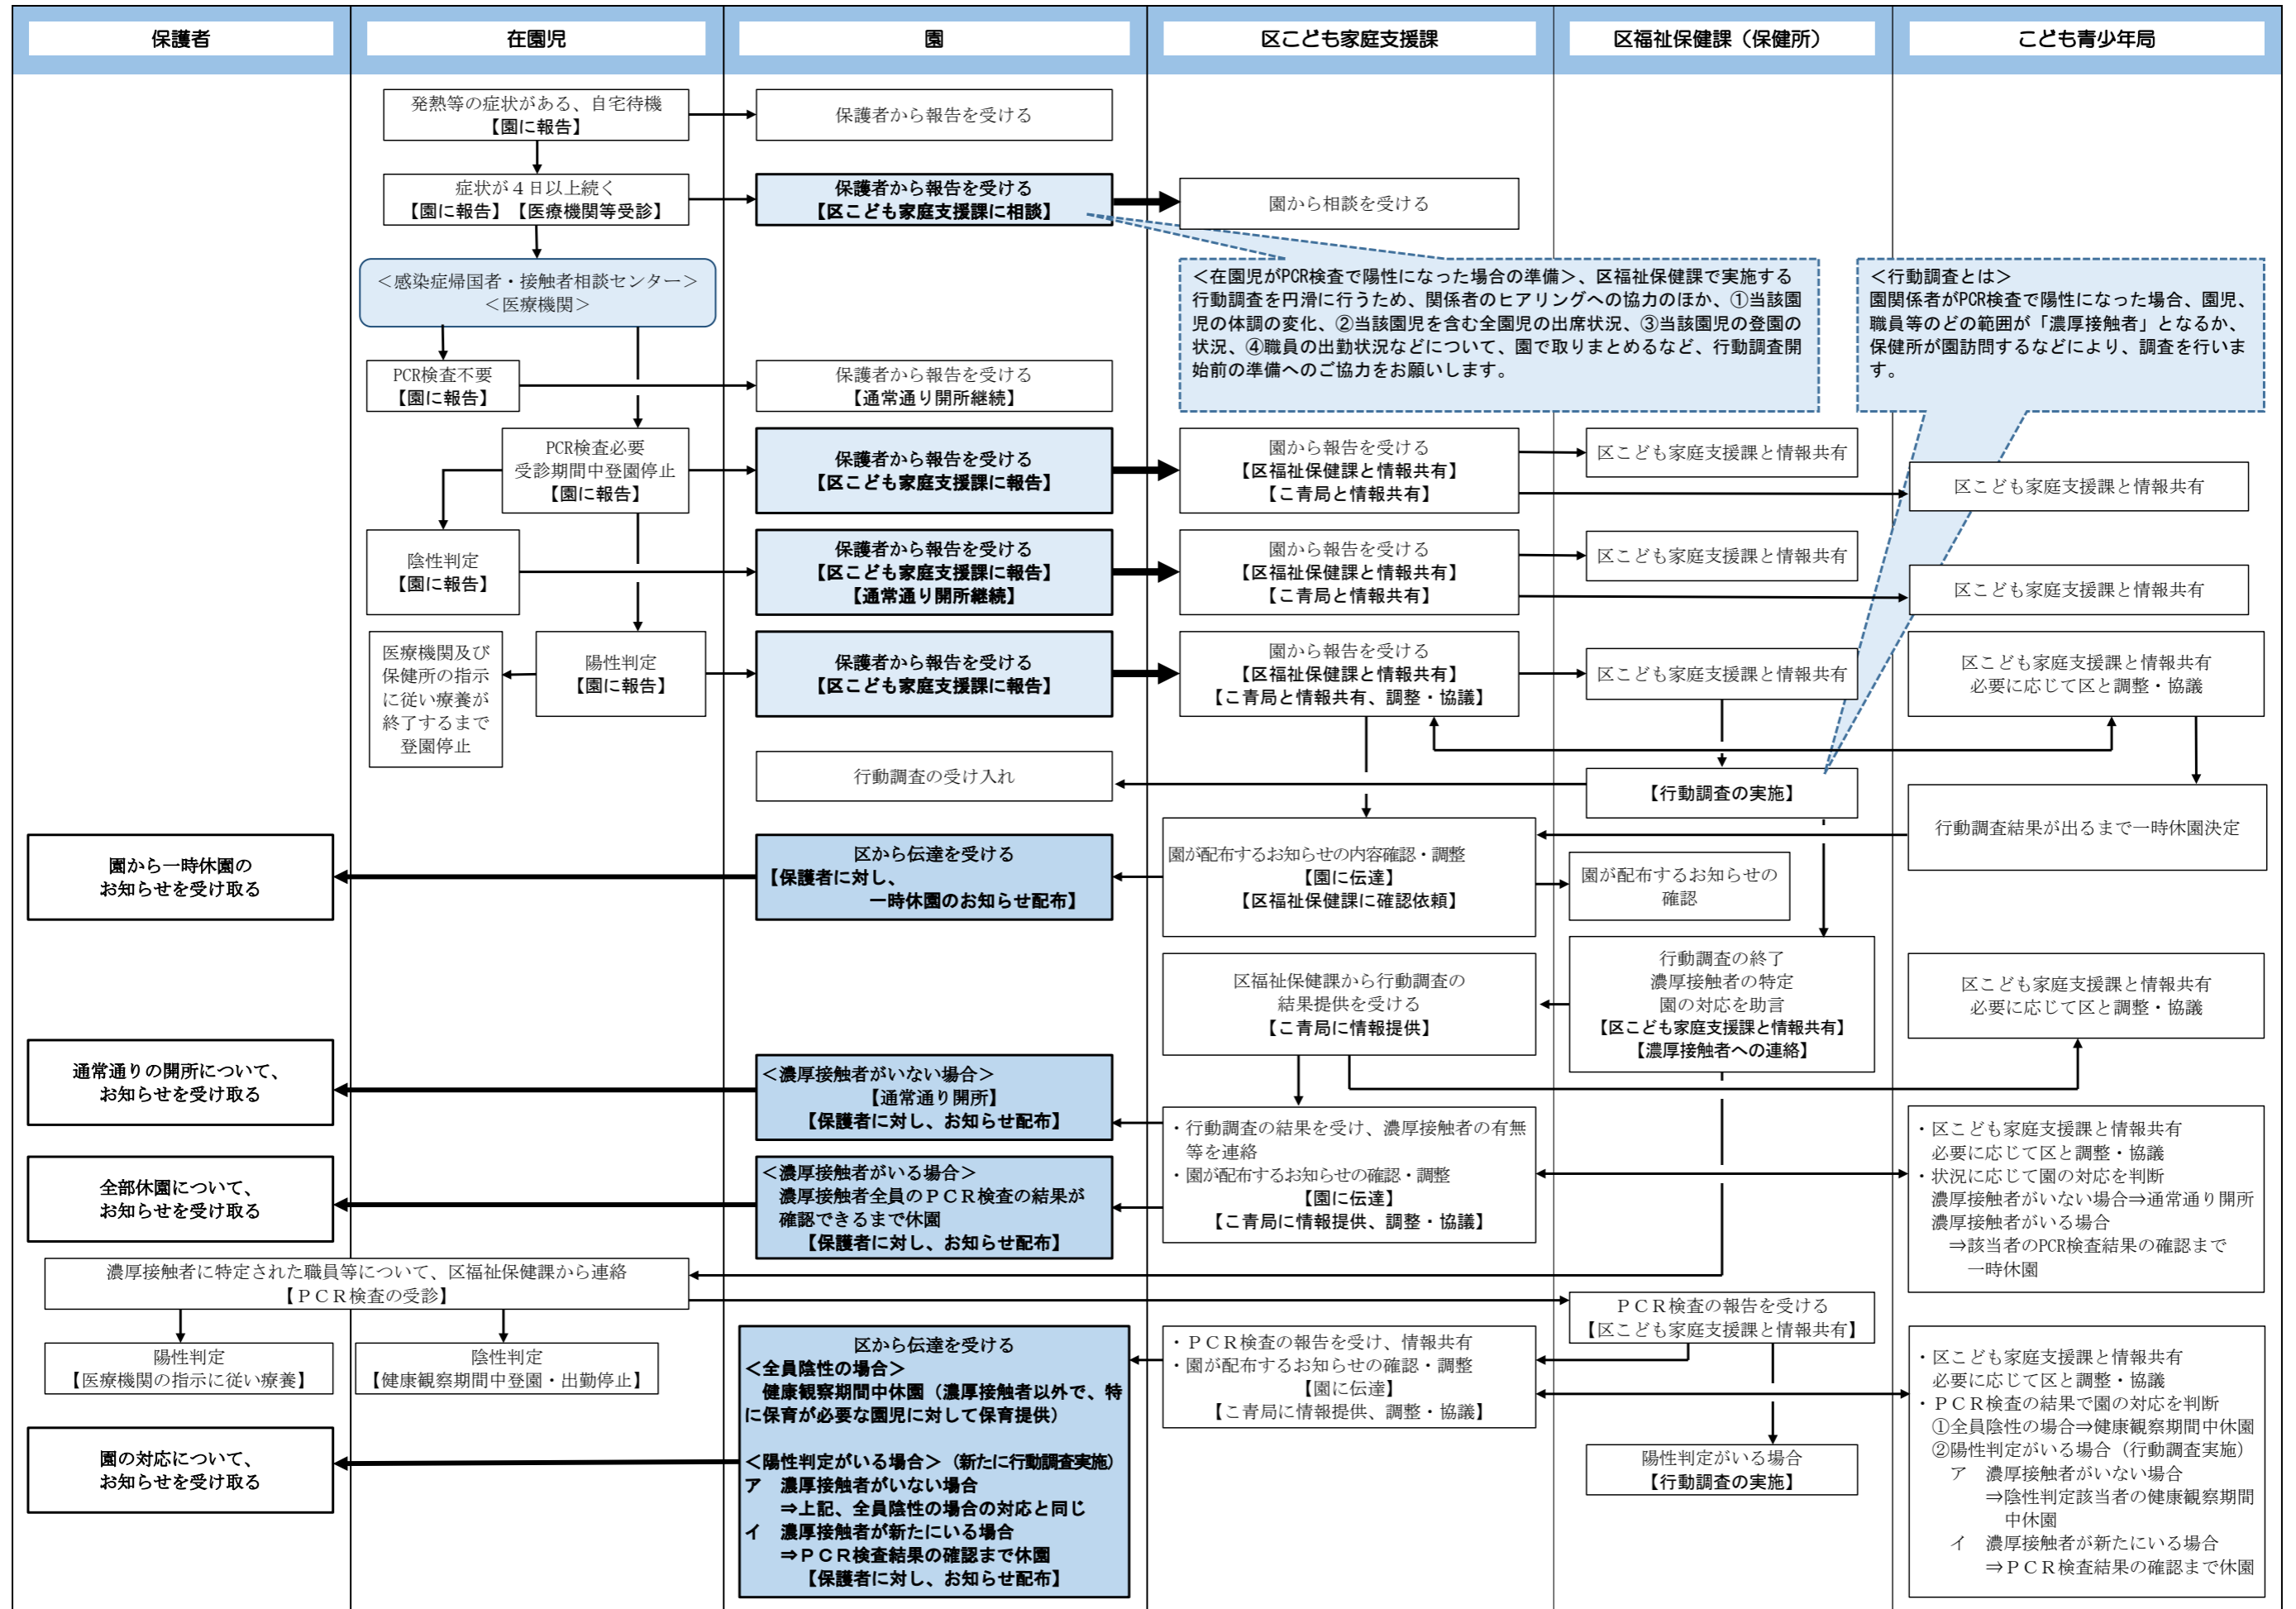 保護者
在園児
園
区こども家庭支援課
区福祉保健課（保健所）
こども青少年局
発熱等の症状がある、自宅待機
【園に報告】
保護者から報告を受ける
症状が４日以上続く
【園に報告】【医療機関等受診】
保護者から報告を受ける
【区こども家庭支援課に相談】
園から相談を受ける
＜感染症帰国者・接触者相談センター＞
＜医療機関＞
＜在園児がPCR検査で陽性になった場合の準備＞、区福祉保健課で実施する
行動調査を円滑に行うため、関係者のヒアリングへの協力のほか、①当該園
児の体調の変化、②当該園児を含む全園児の出席状況、③当該園児の登園の
状況、④職員の出勤状況などについて、園で取りまとめるなど、行動調査開
始前の準備へのご協力をお願いします。
＜行動調査とは＞
園関係者がPCR検査で陽性になった場合、園児、
職員等のどの範囲が「濃厚接触者」となるか、
保健所が園訪問するなどにより、調査を行いま
す。
PCR検査不要
【園に報告】
保護者から報告を受ける
【通常通り開所継続】
PCR検査必要
受診期間中登園停止
【園に報告】
保護者から報告を受ける
【区こども家庭支援課に報告】
園から報告を受ける
【区福祉保健課と情報共有】
【こ青局と情報共有】
区こども家庭支援課と情報共有
区こども家庭支援課と情報共有
陰性判定
【園に報告】
保護者から報告を受ける
【区こども家庭支援課に報告】
【通常通り開所継続】
園から報告を受ける
【区福祉保健課と情報共有】
【こ青局と情報共有】
区こども家庭支援課と情報共有
区こども家庭支援課と情報共有
医療機関及び
保健所の指示
に従い療養が
終了するまで
登園停止
陽性判定
【園に報告】
保護者から報告を受ける
【区こども家庭支援課に報告】
園から報告を受ける
【区福祉保健課と情報共有】
【こ青局と情報共有、調整・協議】
区こども家庭支援課と情報共有
区こども家庭支援課と情報共有
必要に応じて区と調整・協議
行動調査の受け入れ
【行動調査の実施】
行動調査結果が出るまで一時休園決定
園から一時休園の
お知らせを受け取る
区から伝達を受ける
【保護者に対し、
一時休園のお知らせ配布】
園が配布するお知らせの内容確認・調整
【園に伝達】
【区福祉保健課に確認依頼】
園が配布するお知らせの
確認
区福祉保健課から行動調査の
結果提供を受ける
【こ青局に情報提供】
行動調査の終了
濃厚接触者の特定
園の対応を助言
【区こども家庭支援課と情報共有】
【濃厚接触者への連絡】
区こども家庭支援課と情報共有
必要に応じて区と調整・協議
通常通りの開所について、
お知らせを受け取る
＜濃厚接触者がいない場合＞
【通常通り開所】
【保護者に対し、お知らせ配布】
・行動調査の結果を受け、濃厚接触者の有無
等を連絡
・園が配布するお知らせの確認・調整
【園に伝達】
【こ青局に情報提供、調整・協議】
・区こども家庭支援課と情報共有
必要に応じて区と調整・協議
・状況に応じて園の対応を判断
濃厚接触者がいない場合⇒通常通り開所
濃厚接触者がいる場合
⇒該当者のPCR検査結果の確認まで
一時休園
全部休園について、
お知らせを受け取る
＜濃厚接触者がいる場合＞
濃厚接触者全員のＰＣＲ検査の結果が
確認できるまで休園
【保護者に対し、お知らせ配布】
濃厚接触者に特定された職員等について、区福祉保健課から連絡
【ＰＣＲ検査の受診】
ＰＣＲ検査の報告を受ける
【区こども家庭支援課と情報共有】
陽性判定
【医療機関の指示に従い療養】
陰性判定
【健康観察期間中登園・出勤停止】
区から伝達を受ける
＜全員陰性の場合＞
健康観察期間中休園（濃厚接触者以外で、特
に保育が必要な園児に対して保育提供）
＜陽性判定がいる場合＞（新たに行動調査実施）
ア　濃厚接触者がいない場合
⇒上記、全員陰性の場合の対応と同じ
イ　濃厚接触者が新たにいる場合
⇒ＰＣＲ検査結果の確認まで休園
【保護者に対し、お知らせ配布】
・ＰＣＲ検査の報告を受け、情報共有
・園が配布するお知らせの確認・調整
【園に伝達】
【こ青局に情報提供、調整・協議】
陽性判定がいる場合
【行動調査の実施】
・区こども家庭支援課と情報共有
必要に応じて区と調整・協議
・ＰＣＲ検査の結果で園の対応を判断
①全員陰性の場合⇒健康観察期間中休園
②陽性判定がいる場合（行動調査実施）
ア　濃厚接触者がいない場合
⇒陰性判定該当者の健康観察期間
中休園
イ　濃厚接触者が新たにいる場合
⇒ＰＣＲ検査結果の確認まで休園
園の対応について、
お知らせを受け取る